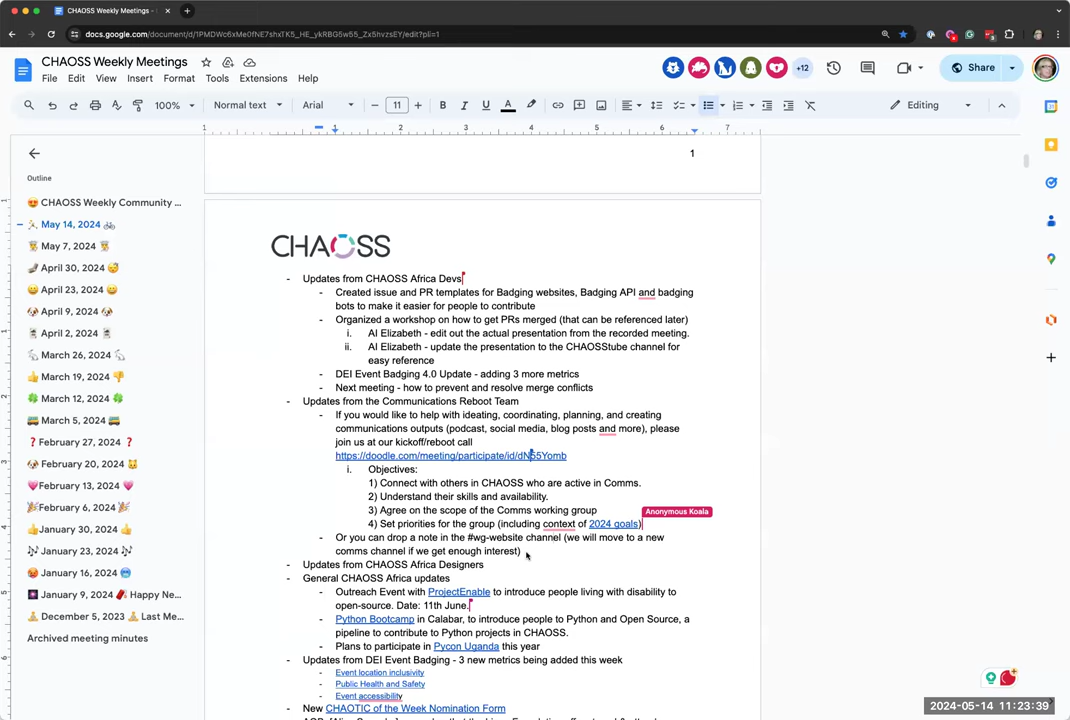 CHAOSS Weekly Meetings -
docs.google.com/document/d/1PMDWc6xMe0fNE7shxTK5_HE_ykRBG5w55_Zx5hvzsEY/edit?pli=1
CHAOSS Weekly Meetings
File Edit View Insert Format Tools Extensions Help
+12
Share
100% Normal text Arial 11 Editing
1 1 2 3 4 5 6 7
1
Outline
CHAOSS Weekly Community ...
May 14, 2024
May 7, 2024
April 30, 2024
April 23, 2024
April 9, 2024
April 2, 2024
March 26, 2024
March 19, 2024
March 12, 2024
March 5, 2024
February 27, 2024
February 20, 2024
February 13, 2024
February 6, 2024
January 30, 2024
January 23, 2024
January 16, 2024
January 9, 2024 Happy Ne...
December 5, 2023 Last Me...
Archived meeting minutes
CHAOSS
- Updates from CHAOSS Africa Devs
- Created issue and PR templates for Badging websites, Badging API and badging
bots to make it easier for people to contribute
- Organized a workshop on how to get PRs merged (that can be referenced later)
i. AI Elizabeth - edit out the actual presentation from the recorded meeting.
ii. AI Elizabeth - update the presentation to the CHAOSStube channel for
easy reference
- DEI Event Badging 4.0 Update - adding 3 more metrics
- Next meeting - how to prevent and resolve merge conflicts
- Updates from the Communications Reboot Team
- If you would like to help with ideating, coordinating, planning, and creating
communications outputs (podcast, social media, blog posts and more), please
join us at our kickoff/reboot call
https://doodle.com/meeting/participate/id/dN55Yomb
i. Objectives:
1) Connect with others in CHAOSS who are active in Comms.
2) Understand their skills and availability.
3) Agree on the scope of the Comms working group
Anonymous Koala
4) Set priorities for the group (including context of 2024 goals)
- Or you can drop a note in the #wg-website channel (we will move to a new
comms channel if we get enough interest)
- Updates from CHAOSS Africa Designers
- General CHAOSS Africa updates
- Outreach Event with ProjectEnable to introduce people living with disability to
open-source. Date: 11th June.
- Python Bootcamp in Calabar, to introduce people to Python and Open Source, a
pipeline to contribute to Python projects in CHAOSS.
- Plans to participate in Pycon Uganda this year
- Updates from DEI Event Badging - 3 new metrics being added this week
- Event location inclusivity
- Public Health and Safety
- Event accessibility
- New CHAOTIC of the Week Nomination Form
2024-05-14 11:23:39